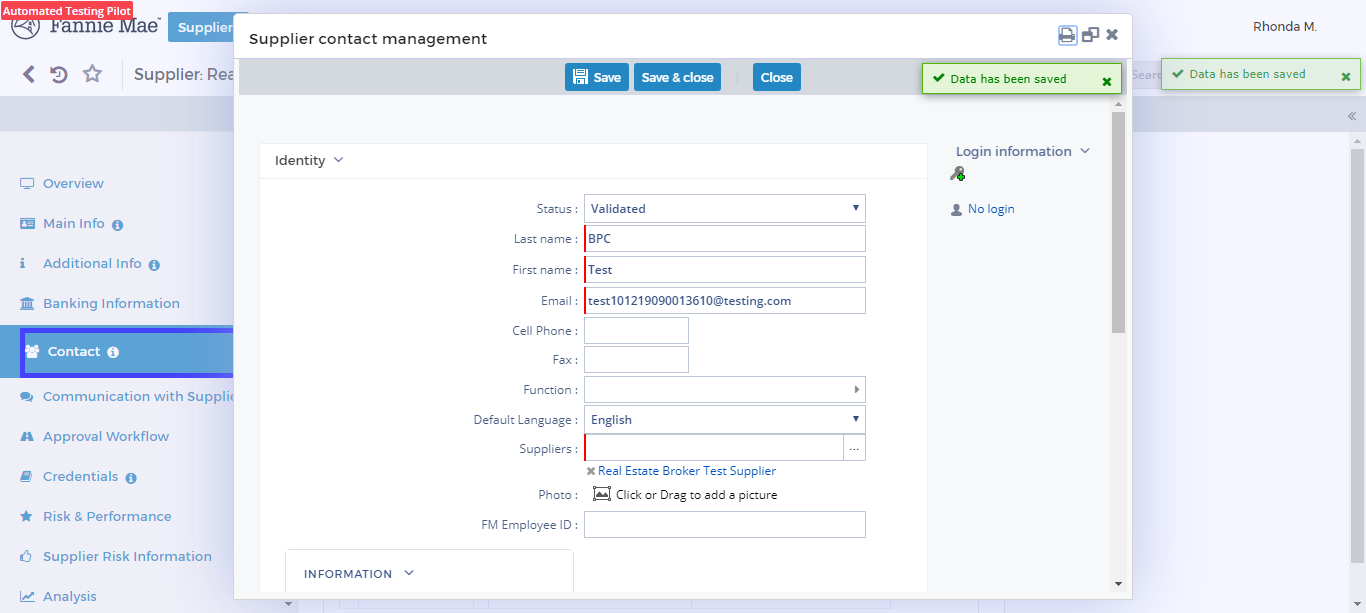 Automated Testing Pilot
Fannie Mae
Supplier
Rhonda M.
Supplier: Rea
Supplier contact management
Save
Save & close
Close
Data has been saved
Data has been saved
Overview
Main Info
Additional Info
Banking Information
Contact
Communication with Supplie
Approval Workflow
Credentials
Risk & Performance
Supplier Risk Information
Analysis
Identity
Status :
Validated
Last name :
BPC
First name :
Test
Email :
test101219090013610@testing.com
Cell Phone :
Fax :
Function :
Default Language :
English
Suppliers :
...
Real Estate Broker Test Supplier
Photo :
Click or Drag to add a picture
FM Employee ID :
INFORMATION
Login information
No login